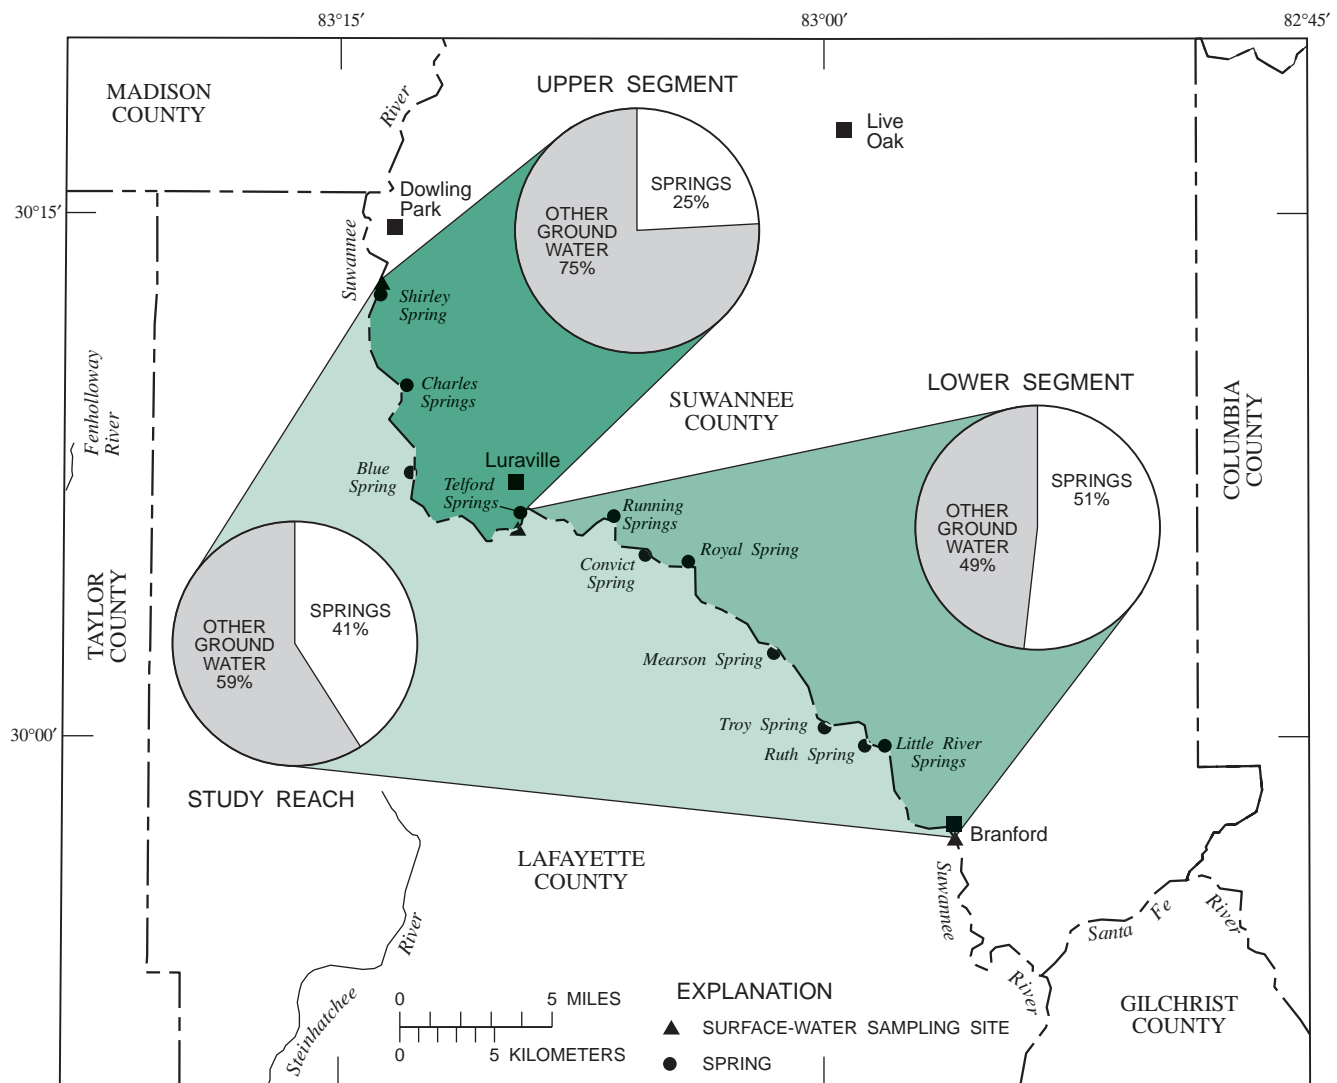 83°15′
83°00′
82°45′
MADISON
COUNTY
River
UPPER SEGMENT
Live
Oak
SPRINGS
25%
OTHER
GROUND
WATER
75%
Dowling
Park
30°15′
Suwannee
Shirley
Spring
Charles
Springs
Fenholloway
River
SUWANNEE
COUNTY
LOWER SEGMENT
COLUMBIA
COUNTY
Blue
Spring
Luraville
Telford
Springs
Running
Springs
Convict
Spring
Royal Spring
SPRINGS
51%
OTHER
GROUND
WATER
49%
TAYLOR
COUNTY
SPRINGS
41%
OTHER
GROUND
WATER
59%
Mearson Spring
Troy Spring
Ruth Spring
Little River
Springs
30°00′
STUDY REACH
Branford
LAFAYETTE
COUNTY
Suwannee
River
Santa Fe
River
River
Steinhatchee
GILCHRIST
COUNTY
0 5 MILES
0 5 KILOMETERS
EXPLANATION
SURFACE-WATER SAMPLING SITE
SPRING